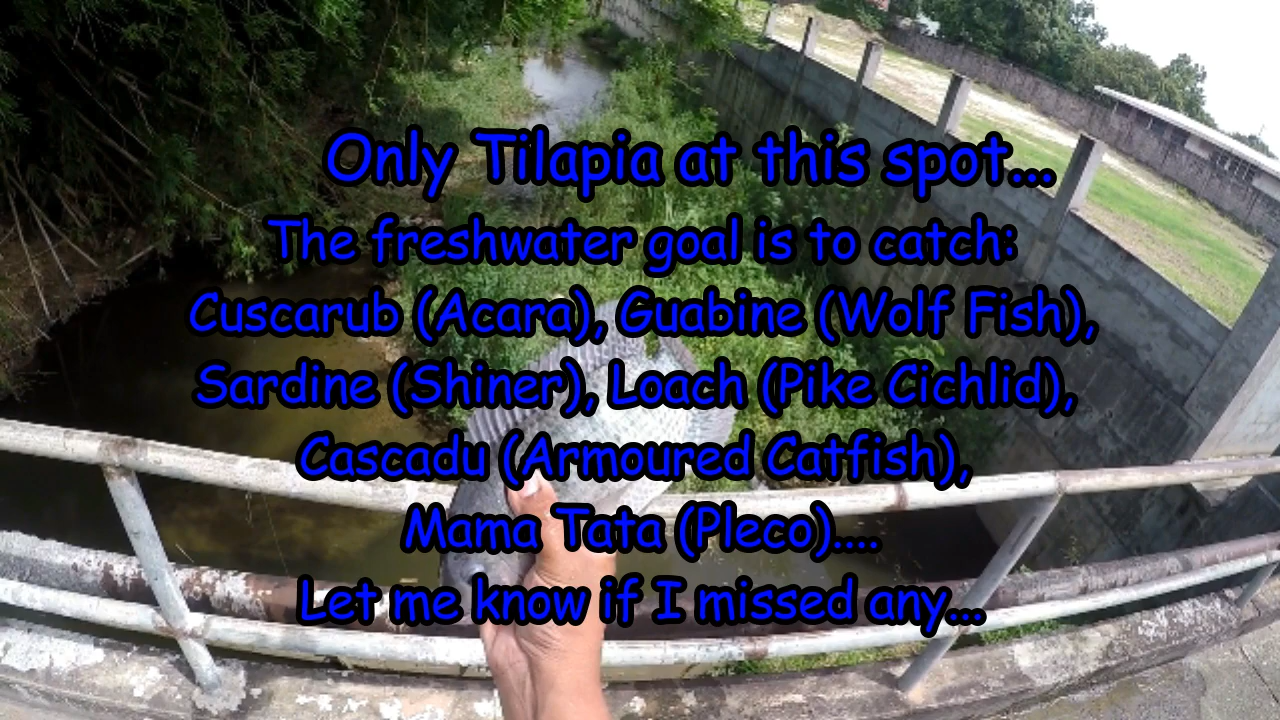 Only Tilapia at this spot...
The freshwater goal is to catch:
Cuscarub (Acara), Guabine (Wolf Fish),
Sardine (Shiner), Loach (Pike Cichlid),
Cascadu (Armoured Catfish),
Mama Tata (Pleco)....
Let me know if I missed any...